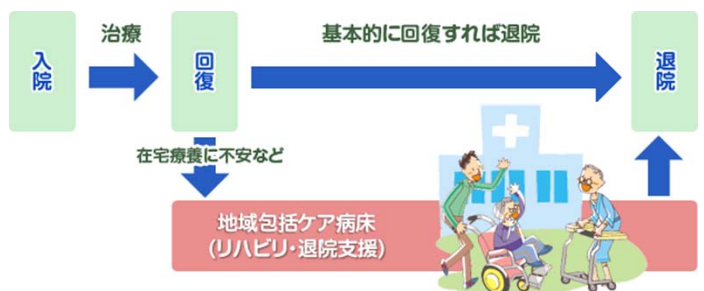 入院
治療
回復
基本的に回復すれば退院
退院
在宅療養に不安など
地域包括ケア病床
(リハビリ・退院支援)